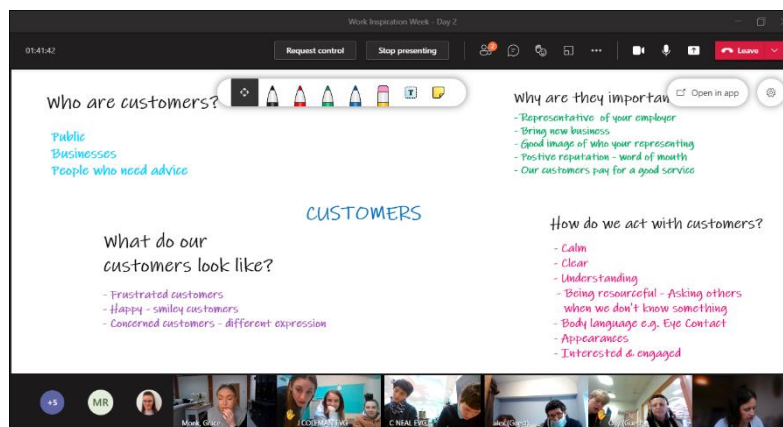 Work Inspiration Week - Day 2
01:41:42
Request control
Stop presenting
2
Leave
Open in app
Who are customers?
Public
Businesses
People who need advice
Why are they importan
- Representative of your employer
- Bring new business
- Good image of who your representing
- Postive reputation - word of mouth
- Our customers pay for a good service
CUSTOMERS
What do our
customers look like?
- Frustrated customers
- Happy - smiley customers
- Concerned customers - different expression
How do we act with customers?
- Calm
- Clear
- Understanding
- Being resourceful - Asking others
when we don't know something
- Body language e.g. Eye Contact
- Appearances
- Interested & engaged
+5
MR
Monk, Grace
J COLEMAN EVG
C NEAL EVG
alex (Guest)
(Guest)